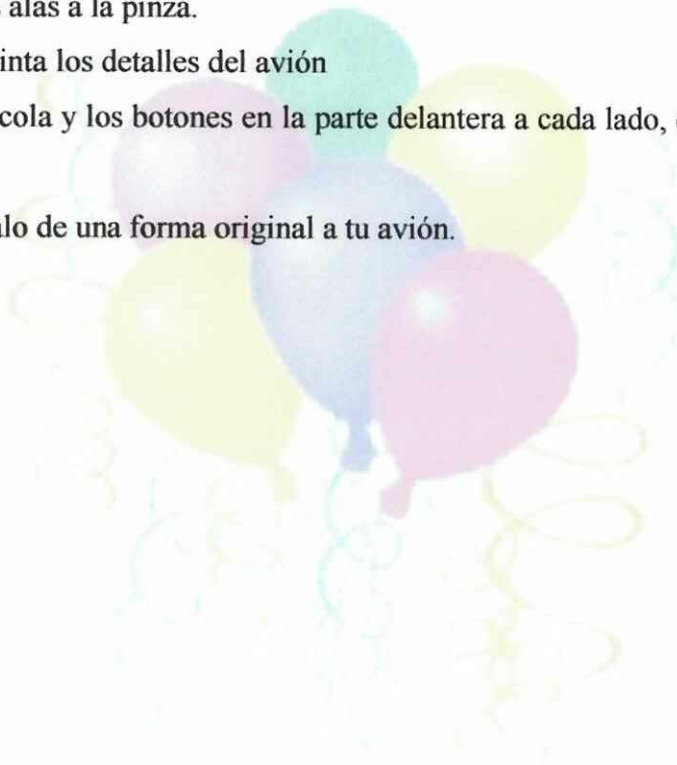 alas a la pinza.
inta los detalles del avión
cola y los botones en la parte delantera a cada lado,
lo de una forma original a tu avión.